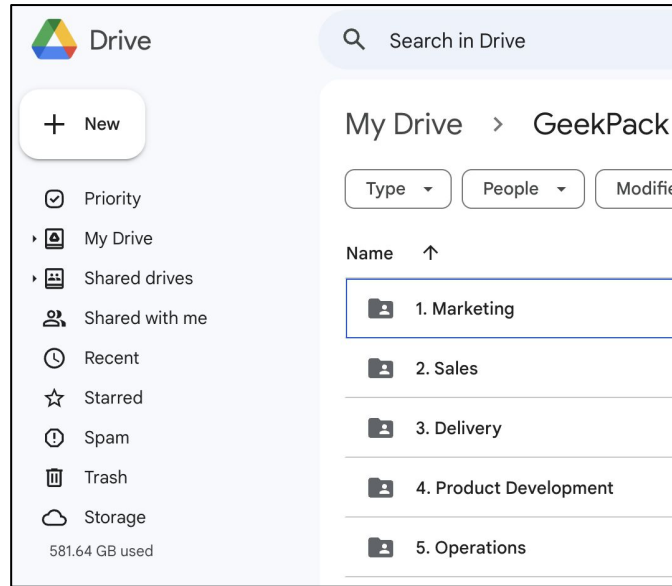 Drive
Search in Drive
New
My Drive > GeekPack
Type People Modifie
Priority
My Drive
Shared drives
Shared with me
Recent
Starred
Spam
Trash
Storage
581.64 GB used
Name
1. Marketing
2. Sales
3. Delivery
4. Product Development
5. Operations